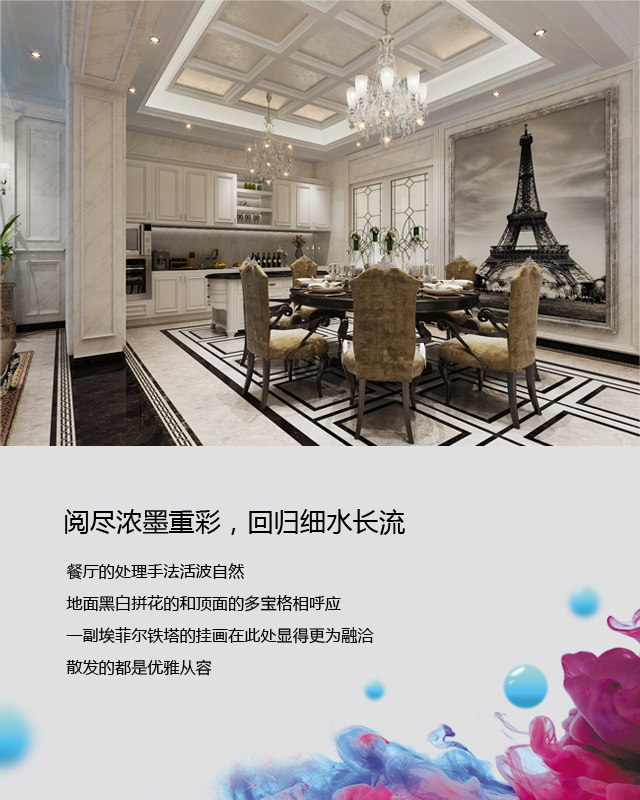 阅尽浓墨重彩，回归细水长流
餐厅的处理手法活波自然
地面黑白拼花的和顶面的多宝格相呼应
一副埃菲尔铁塔的挂画在此处显得更为融洽
散发的都是优雅从容